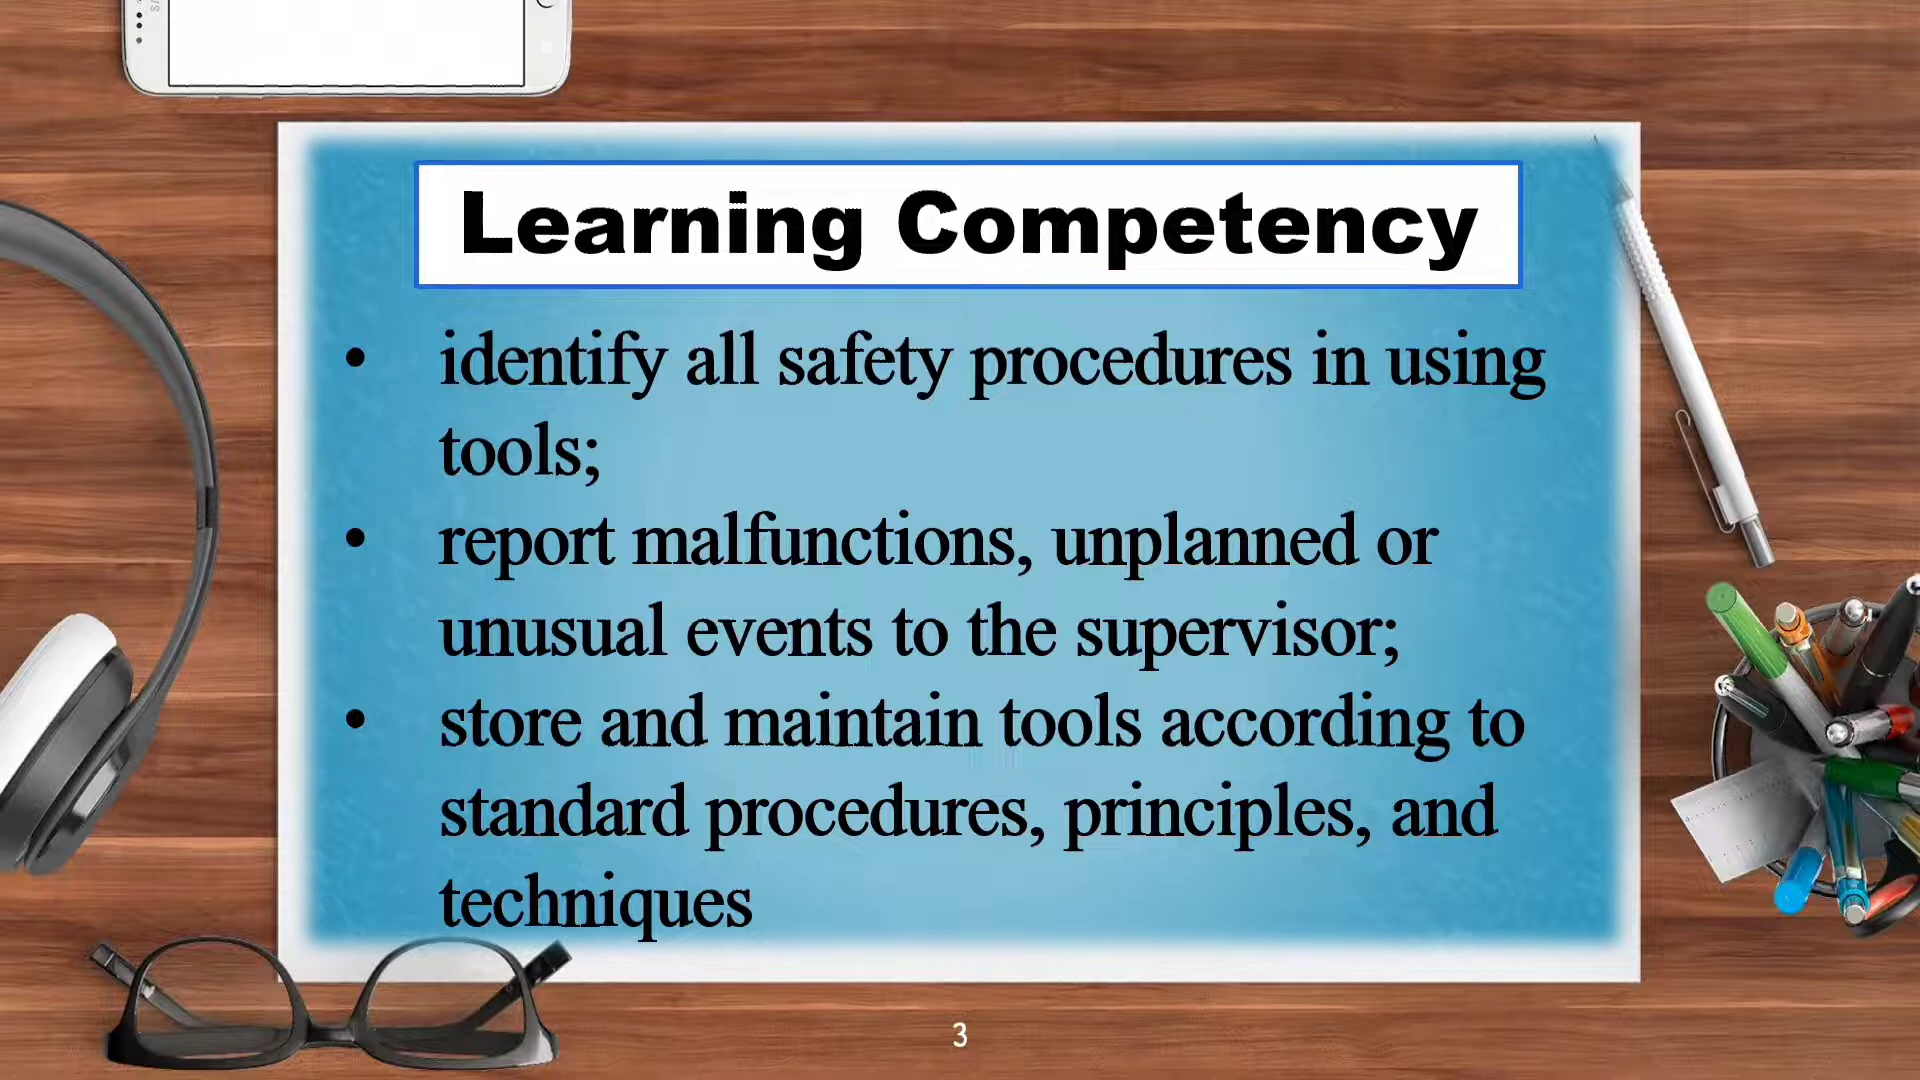 Learning Competency
• identify all safety procedures in using
tools;
• report malfunctions, unplanned or
unusual events to the supervisor;
• store and maintain tools according to
standard procedures, principles, and
techniques
3